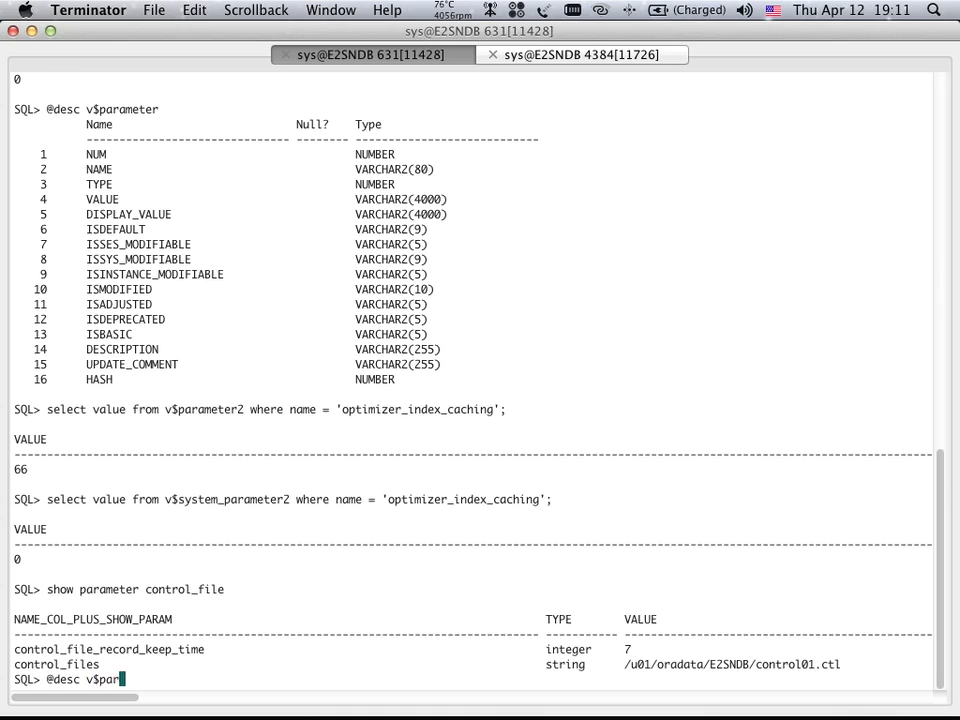 Terminator File Edit Scrollback Window Help 76°C 4056rpm (Charged) Thu Apr 12 19:11
sys@E2SNDB 631[11428]
sys@E2SNDB 631[11428] sys@E2SNDB 4384[11726]
0
SQL> @desc v$parameter
Name Null? Type
------------------------------- -------- ----------------------------
1 NUM NUMBER
2 NAME VARCHAR2(80)
3 TYPE NUMBER
4 VALUE VARCHAR2(4000)
5 DISPLAY_VALUE VARCHAR2(4000)
6 ISDEFAULT VARCHAR2(9)
7 ISSES_MODIFIABLE VARCHAR2(5)
8 ISSYS_MODIFIABLE VARCHAR2(9)
9 ISINSTANCE_MODIFIABLE VARCHAR2(5)
10 ISMODIFIED VARCHAR2(10)
11 ISADJUSTED VARCHAR2(5)
12 ISDEPRECATED VARCHAR2(5)
13 ISBASIC VARCHAR2(5)
14 DESCRIPTION VARCHAR2(255)
15 UPDATE_COMMENT VARCHAR2(255)
16 HASH NUMBER
SQL> select value from v$parameter2 where name = 'optimizer_index_caching';
VALUE
--------------------------------------------------------------------------------
66
SQL> select value from v$system_parameter2 where name = 'optimizer_index_caching';
VALUE
--------------------------------------------------------------------------------
0
SQL> show parameter control_file
NAME_COL_PLUS_SHOW_PARAM TYPE VALUE
-------------------------------------------------------------------------------- ----------- --------------------------------
control_file_record_keep_time integer 7
control_files string /u01/oradata/E2SNDB/control01.ctl
SQL> @desc v$par